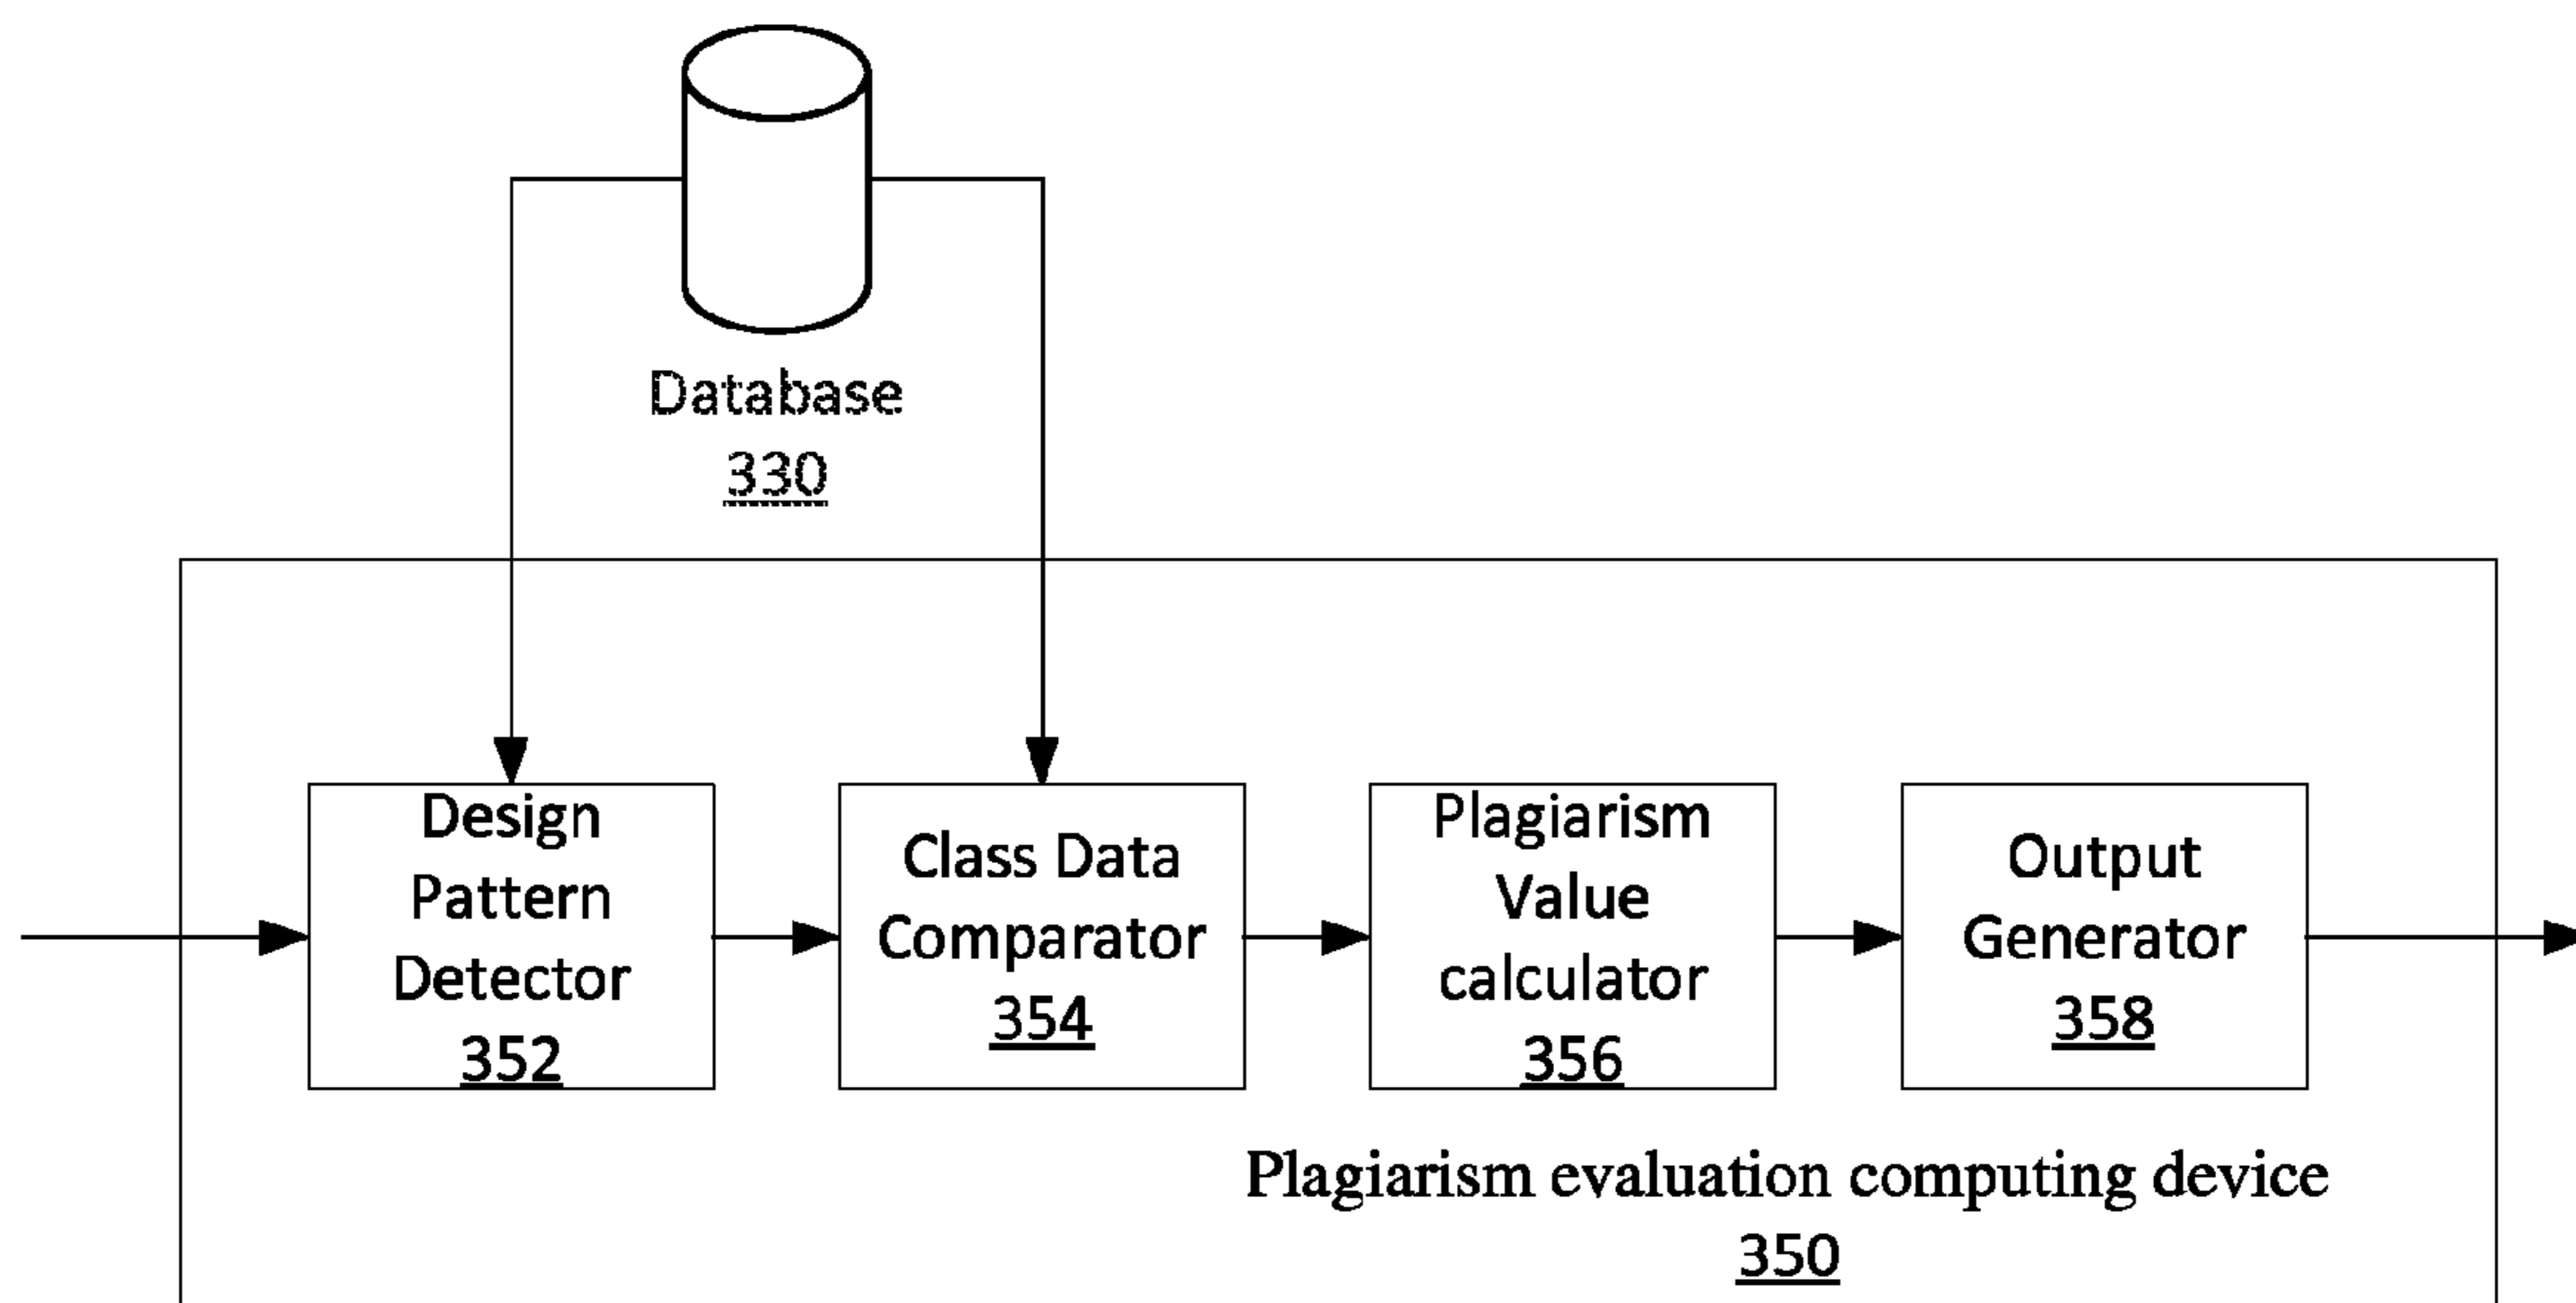 Database
330
Design
Pattern
Detector
352
Class Data
Comparator
354
Plagiarism
Value
calculator
356
Output
Generator
358
Plagiarism evaluation computing device
350